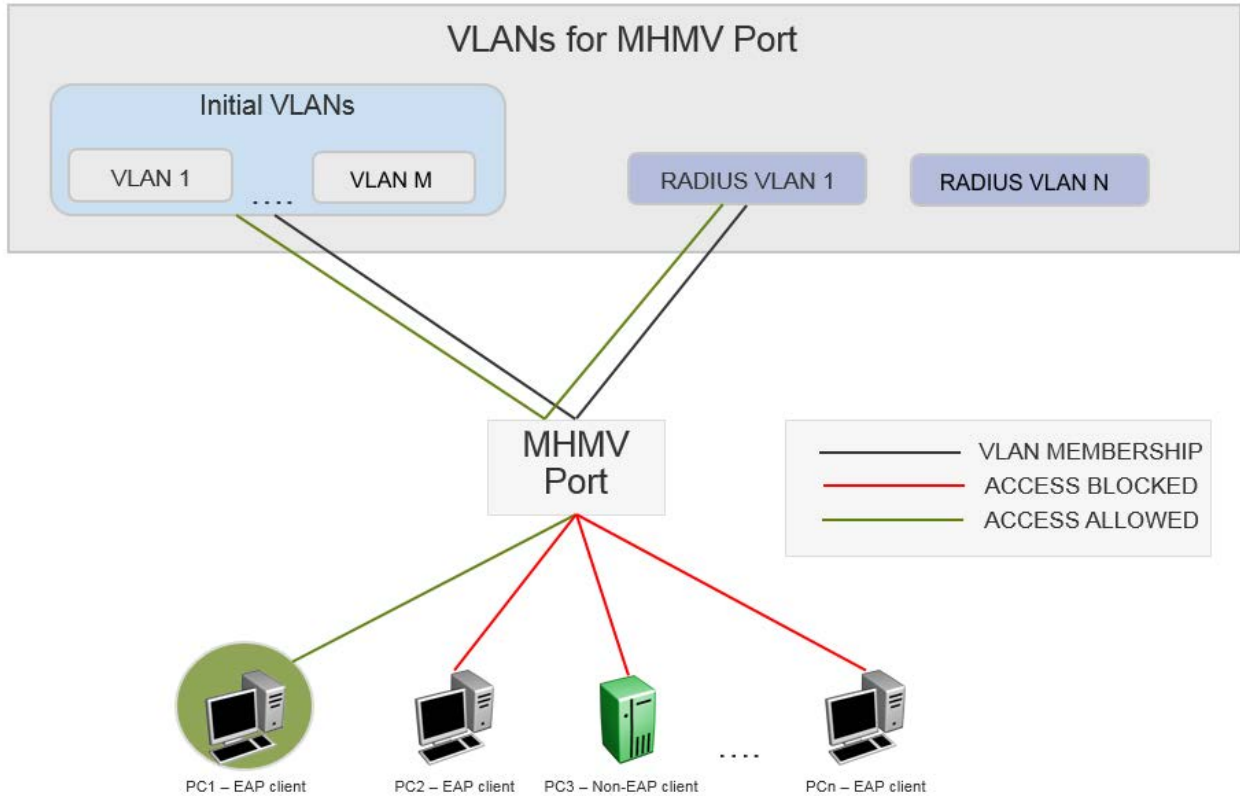 VLANs for MHMV Port
Initial VLANs
VLAN 1
....
VLAN M
RADIUS VLAN 1
RADIUS VLAN N
MHMV
Port
VLAN MEMBERSHIP
ACCESS BLOCKED
ACCESS ALLOWED
....
PC1 – EAP client
PC2 – EAP client
PC3 – Non-EAP client
PCn – EAP client